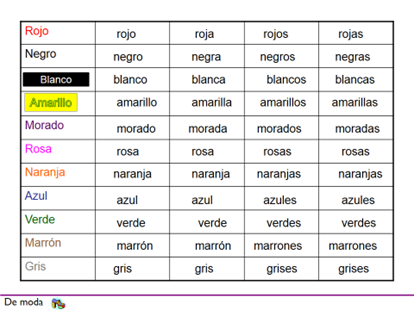 Rojo rojo roja rojos rojas
Negro negro negra negros negras
Blanco blanco blanca blancos blancas
Amarillo amarillo amarilla amarillos amarillas
Morado morado morada morados moradas
Rosa rosa rosa rosas rosas
Naranja naranja naranja naranjas naranjas
Azul azul azul azules azules
Verde verde verde verdes verdes
Marrón marrón marrón marrones marrones
Gris gris gris grises grises
De moda